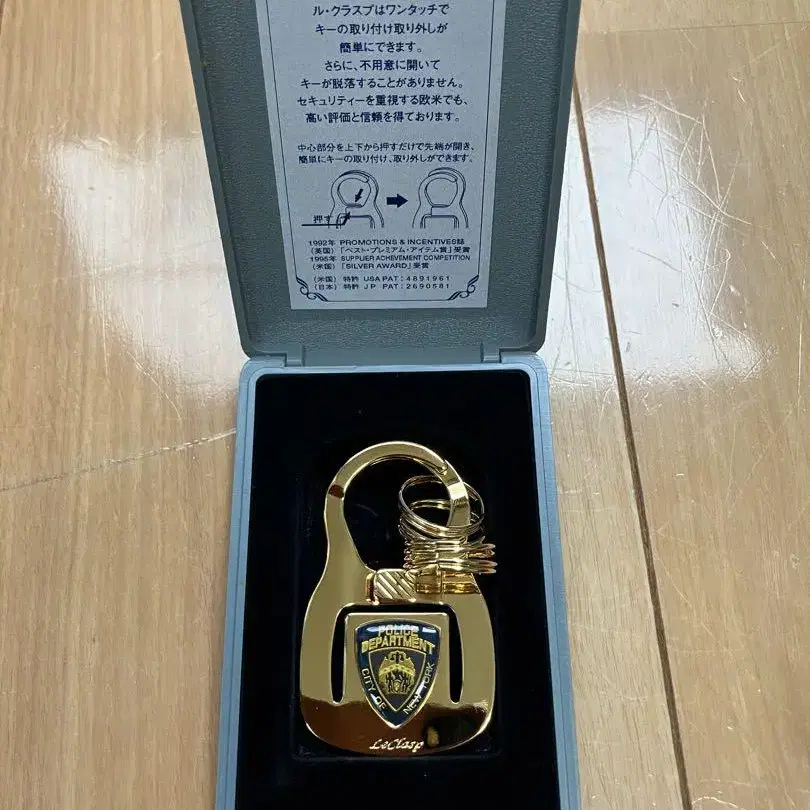 ル・クラスプはワンタッチで
キーの取り付け取り外しが
簡単にできます。
さらに、不用意に開いて
キーが脱落することがありません。
セキュリティーを重視する欧米でも、
高い評価と信頼を得ております。
中心部分を上下から押すだけで先端が開き、
簡単にキーの取り付け、取り外しができます。
押す
1992年 PROMOTIONS & INCENTIVES誌
(英国)「ベスト・プレミアム・アイテム賞」受賞
1995年 SUPPLIER ACHIEVEMENT COMPETITION
(米国)「SILVER AWARD」受賞
(米国) 特許 USA PAT：4891961
(日本) 特許 JP PAT：2690581
POLICE
DEPARTMENT
CITY OF NEW YORK
LeClasp